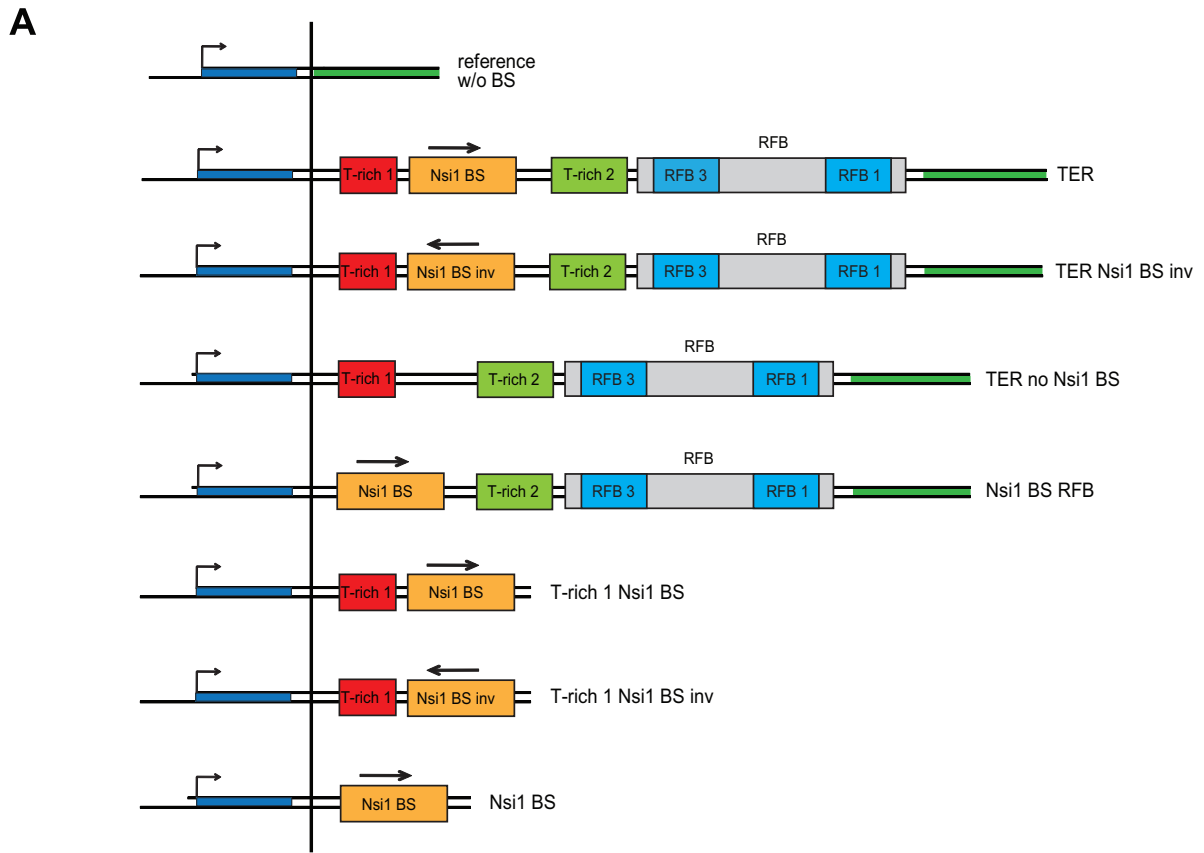 A
reference
w/o BS
RFB
T-rich 1 Nsi1 BS T-rich 2 RFB 3 RFB 1 TER
RFB
T-rich 1 Nsi1 BS inv T-rich 2 RFB 3 RFB 1 TER Nsi1 BS inv
RFB
T-rich 1 T-rich 2 RFB 3 RFB 1 TER no Nsi1 BS
RFB
Nsi1 BS T-rich 2 RFB 3 RFB 1 Nsi1 BS RFB
T-rich 1 Nsi1 BS T-rich 1 Nsi1 BS
T-rich 1 Nsi1 BS inv T-rich 1 Nsi1 BS inv
Nsi1 BS Nsi1 BS